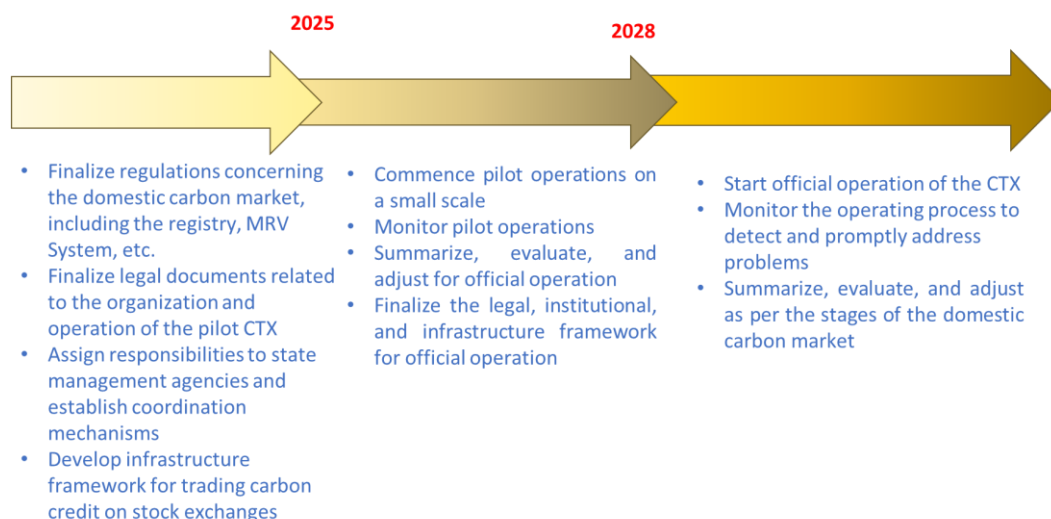 2025
2028
• Finalize regulations concerning
the domestic carbon market,
including the registry, MRV
System, etc.
• Finalize legal documents related
to the organization and
operation of the pilot CTX
• Assign responsibilities to state
management agencies and
establish coordination
mechanisms
• Develop infrastructure
framework for trading carbon
credit on stock exchanges
• Commence pilot operations on
a small scale
• Monitor pilot operations
• Summarize, evaluate, and
adjust for official operation
• Finalize the legal, institutional,
and infrastructure framework
for official operation
• Start official operation of the CTX
• Monitor the operating process to
detect and promptly address
problems
• Summarize, evaluate, and adjust
as per the stages of the domestic
carbon market